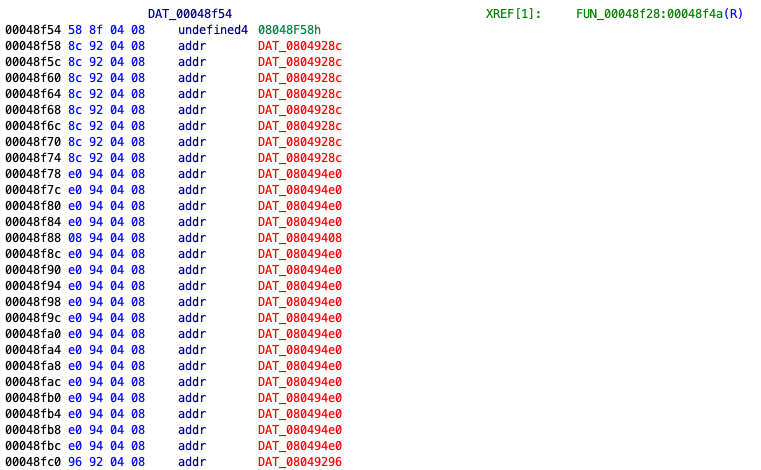 DAT_00048f54 XREF[1]: FUN_00048f28:00048f4a(R)
00048f54 58 8f 04 08 undefined4 08048F58h
00048f58 8c 92 04 08 addr DAT_0804928c
00048f5c 8c 92 04 08 addr DAT_0804928c
00048f60 8c 92 04 08 addr DAT_0804928c
00048f64 8c 92 04 08 addr DAT_0804928c
00048f68 8c 92 04 08 addr DAT_0804928c
00048f6c 8c 92 04 08 addr DAT_0804928c
00048f70 8c 92 04 08 addr DAT_0804928c
00048f74 8c 92 04 08 addr DAT_0804928c
00048f78 e0 94 04 08 addr DAT_080494e0
00048f7c e0 94 04 08 addr DAT_080494e0
00048f80 e0 94 04 08 addr DAT_080494e0
00048f84 e0 94 04 08 addr DAT_080494e0
00048f88 08 94 04 08 addr DAT_08049408
00048f8c e0 94 04 08 addr DAT_080494e0
00048f90 e0 94 04 08 addr DAT_080494e0
00048f94 e0 94 04 08 addr DAT_080494e0
00048f98 e0 94 04 08 addr DAT_080494e0
00048f9c e0 94 04 08 addr DAT_080494e0
00048fa0 e0 94 04 08 addr DAT_080494e0
00048fa4 e0 94 04 08 addr DAT_080494e0
00048fa8 e0 94 04 08 addr DAT_080494e0
00048fac e0 94 04 08 addr DAT_080494e0
00048fb0 e0 94 04 08 addr DAT_080494e0
00048fb4 e0 94 04 08 addr DAT_080494e0
00048fb8 e0 94 04 08 addr DAT_080494e0
00048fbc e0 94 04 08 addr DAT_080494e0
00048fc0 96 92 04 08 addr DAT_08049296